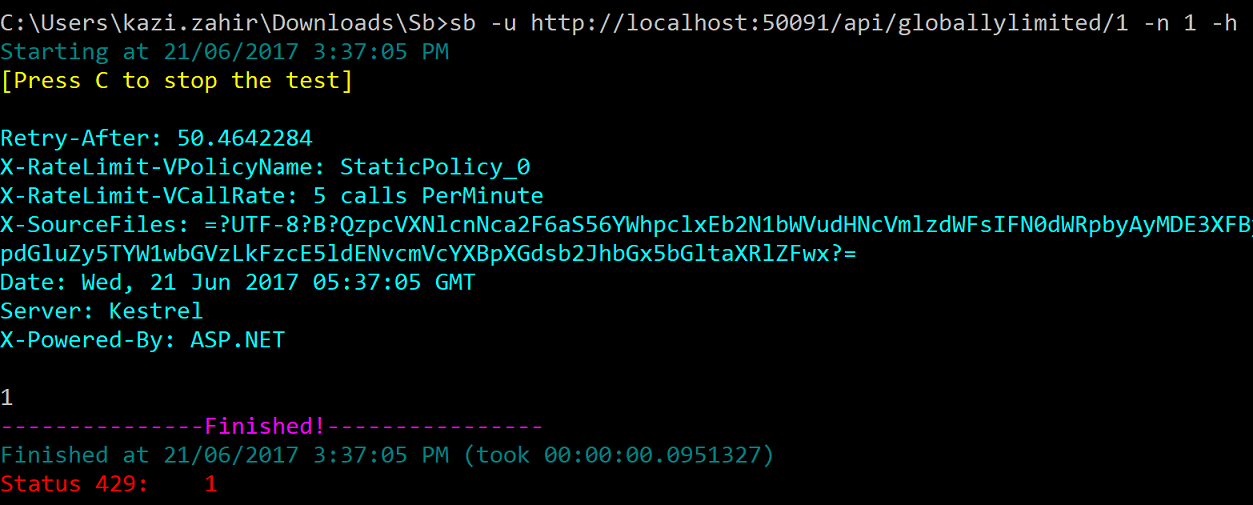 C:\Users\kazi.zahir\Downloads\Sb>sb -u http://localhost:50091/api/globallylimited/1 -n 1 -h
Starting at 21/06/2017 3:37:05 PM
[Press C to stop the test]
Retry-After: 50.4642284
X-RateLimit-VPolicyName: StaticPolicy_0
X-RateLimit-VCallRate: 5 calls PerMinute
X-SourceFiles: =?UTF-8?B?QzpcVXNlcnNca2F6aS56YWhpclxEb2N1bWVudHNcVmlzdWFsIFN0dWRpbyAyMDE3XFB
pdGluZy5TYW1wbGVzLkFzcE5ldENvcmVcYXBpXGdsb2JhbGx5bGltaXRlZFwx?=
Date: Wed, 21 Jun 2017 05:37:05 GMT
Server: Kestrel
X-Powered-By: ASP.NET
1
---------------Finished!----------------
Finished at 21/06/2017 3:37:05 PM (took 00:00:00.0951327)
Status 429:    1